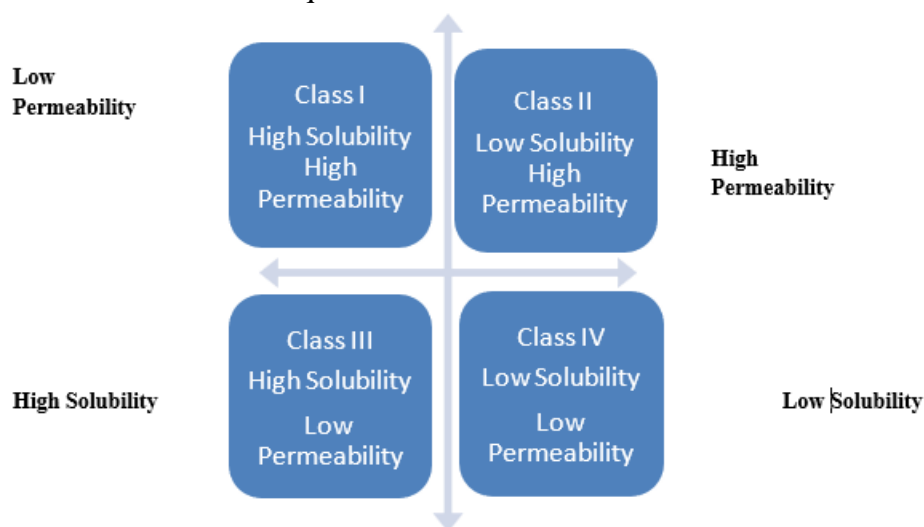 Low
Permeability
Class I
High Solubility
High
Permeability
Class II
Low Solubility
High
Permeability
High
Permeability
High Solubility
Class III
High Solubility
Low
Permeability
Class IV
Low Solubility
Low
Permeability
Low Solubility